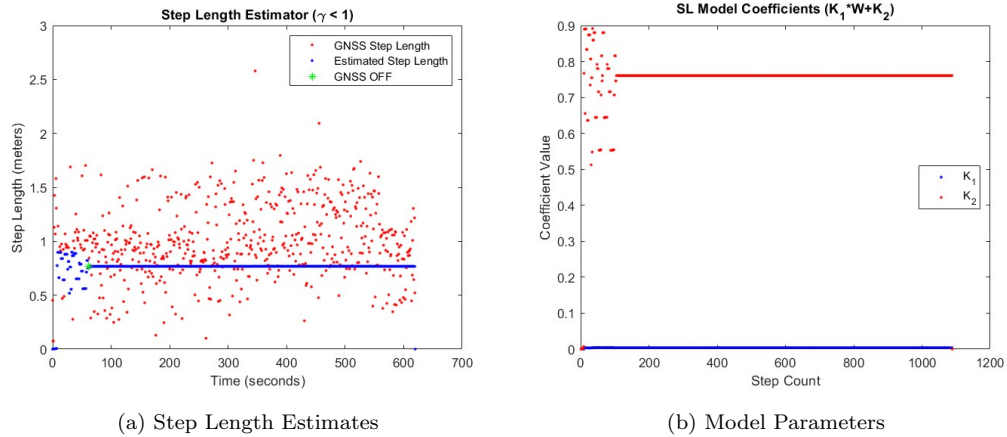 Step Length Estimator (γ < 1)
3
2.5
2
1.5
1
0.5
0
0 100 200 300 400 500 600 700
Step Length (meters)
Time (seconds)
GNSS Step Length
Estimated Step Length
GNSS OFF
(a) Step Length Estimates
SL Model Coefficients (K₁*W+K₂)
0.9
0.8
0.7
0.6
0.5
0.4
0.3
0.2
0.1
0
0 200 400 600 800 1000 1200
Coefficient Value
Step Count
K₁
K₂
(b) Model Parameters